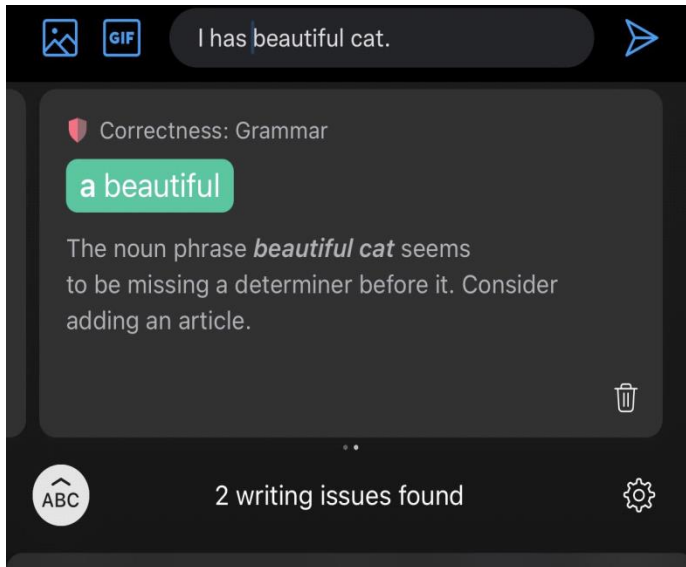 GIF
I has beautiful cat.
Correctness: Grammar
a beautiful
The noun phrase beautiful cat seems
to be missing a determiner before it. Consider
adding an article.
ABC
2 writing issues found